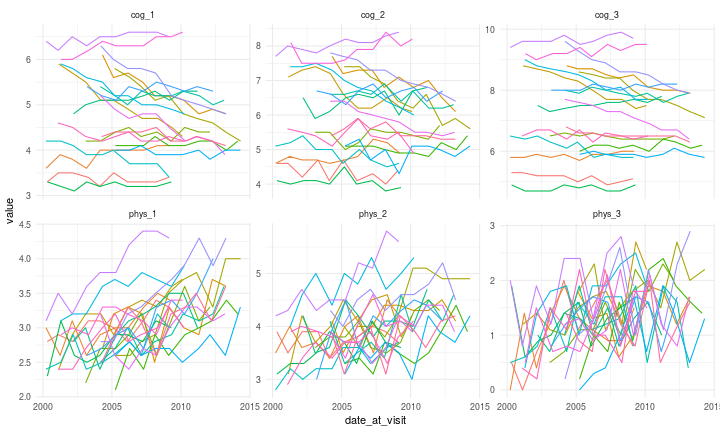 cog_1 cog_2 cog_3
6 8 10
5 7 8
4 6 6
3 5
4
phys_1 phys_2 phys_3
4.5 5 3
4.0 4 2
3.5 3 1
3.0 0
2.5
2.0
2000 2005 2010 2015 2000 2005 2010 2015 2000 2005 2010 2015
value
date_at_visit